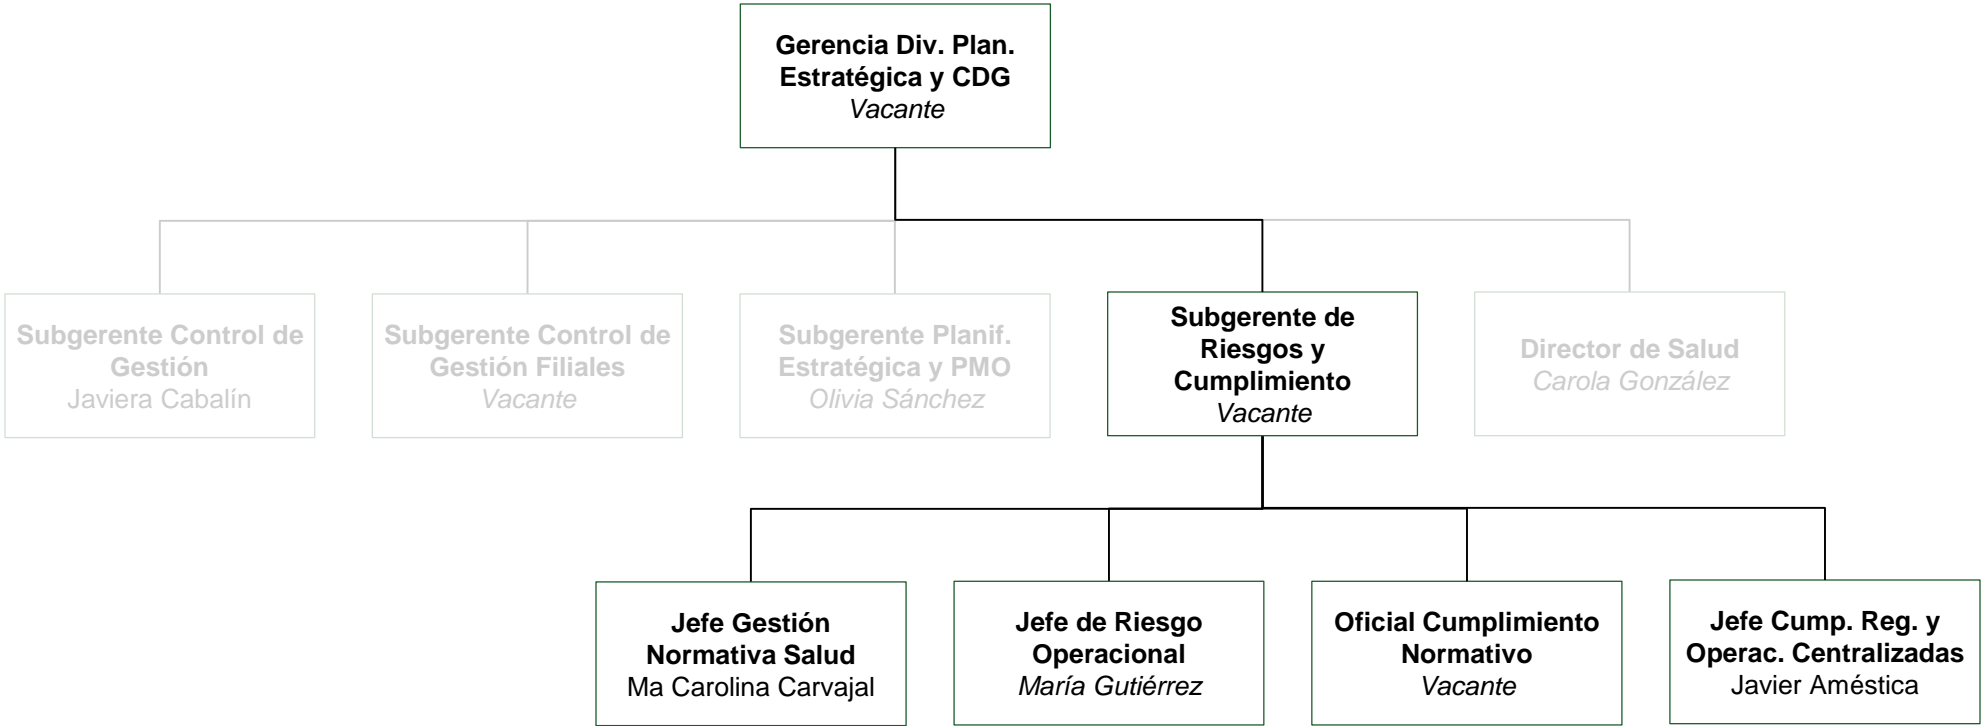 Gerencia Div. Plan.
Estratégica y CDG
Vacante
Subgerente Control de
Gestión
Javiera Cabalín
Subgerente Control de
Gestión Filiales
Vacante
Subgerente Planif.
Estratégica y PMO
Olivia Sánchez
Subgerente de
Riesgos y
Cumplimiento
Vacante
Director de Salud
Carola González
Jefe Gestión
Normativa Salud
Ma Carolina Carvajal
Jefe de Riesgo
Operacional
María Gutiérrez
Oficial Cumplimiento
Normativo
Vacante
Jefe Cump. Reg. y
Operac. Centralizadas
Javier Améstica